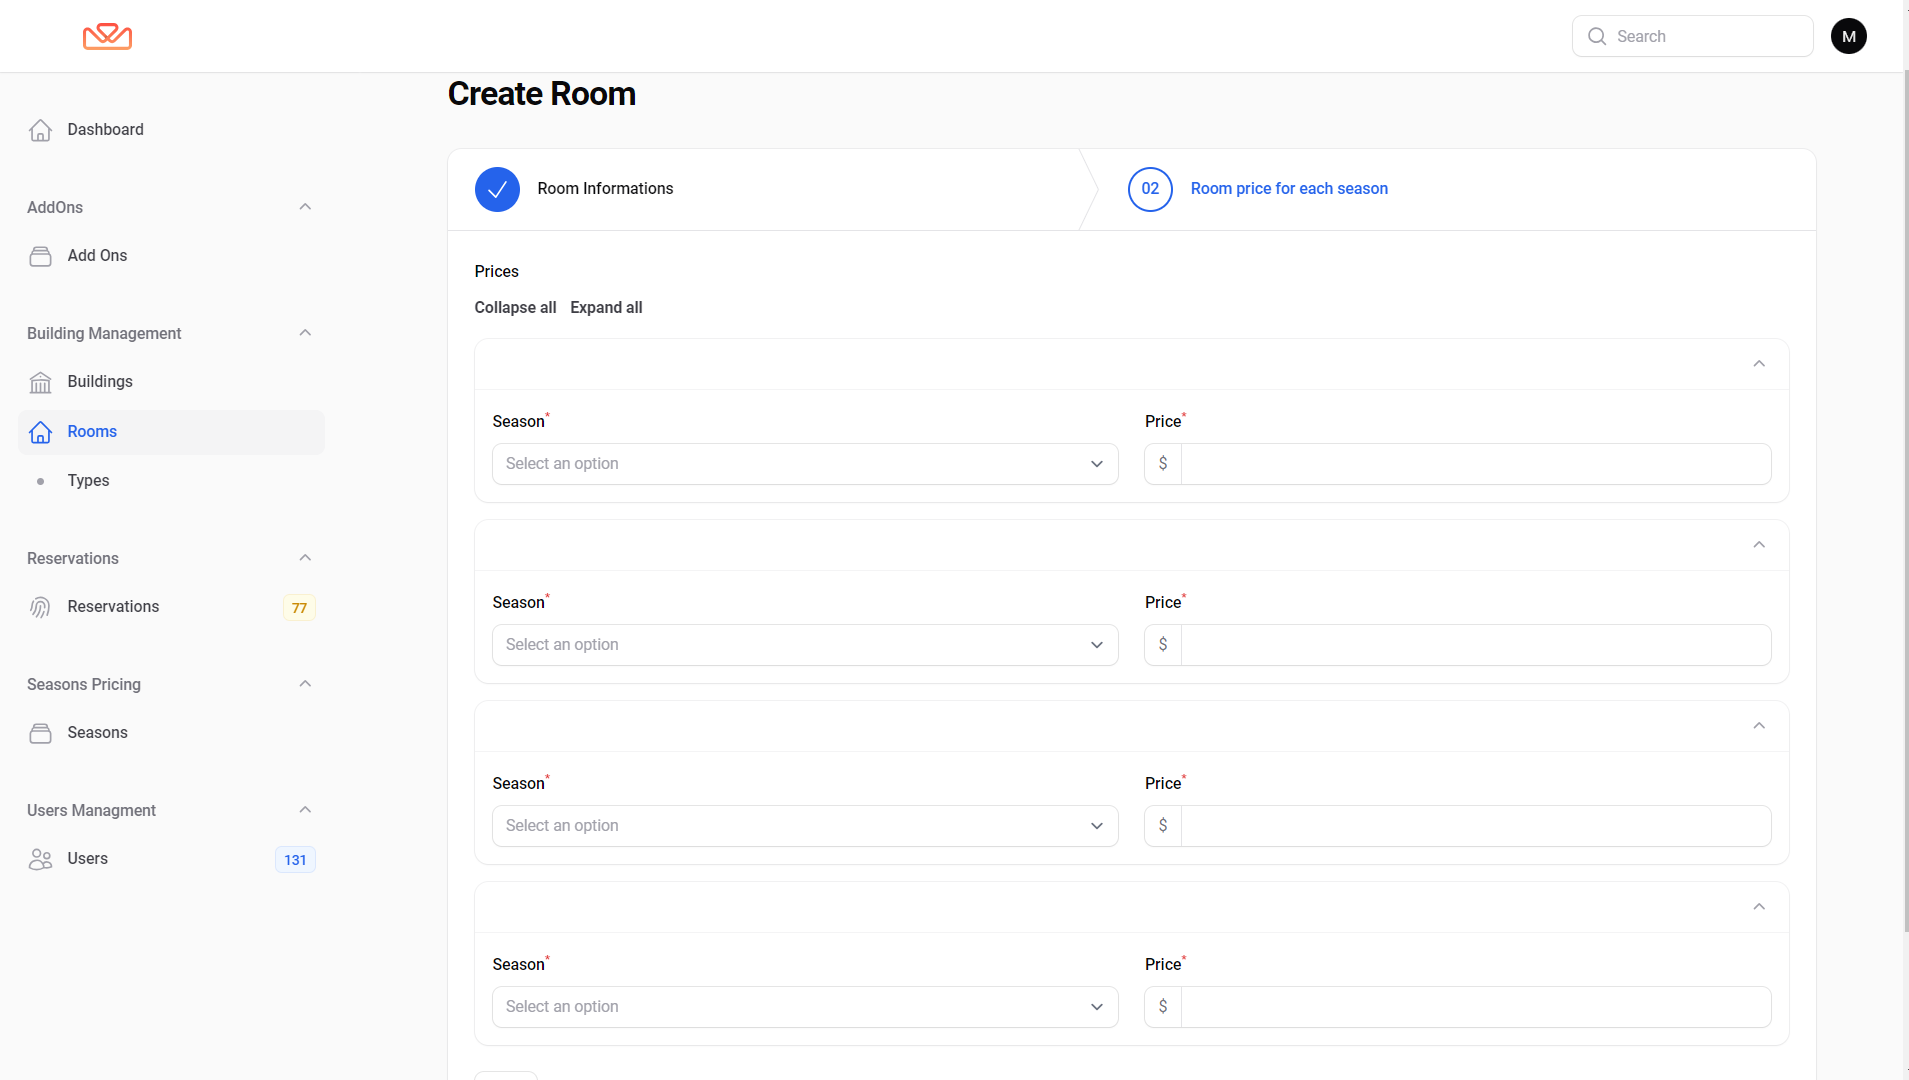 Search
M
Dashboard
AddOns
Add Ons
Building Management
Buildings
Rooms
Types
Reservations
Reservations
77
Seasons Pricing
Seasons
Users Managment
Users
131
Create Room
Room Informations
02
Room price for each season
Prices
Collapse all Expand all
Season* Price*
Select an option $
Season* Price*
Select an option $
Season* Price*
Select an option $
Season* Price*
Select an option $